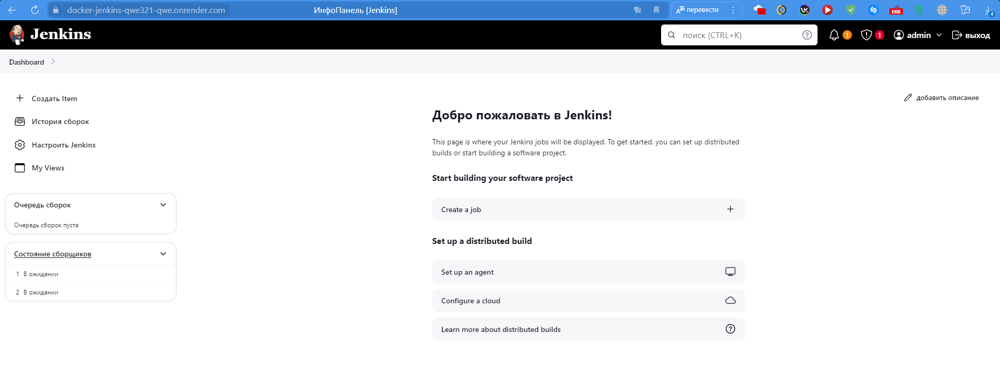 docker-jenkins-qwe321-qwe.onrender.com
ИнфоПанель [Jenkins]
перевести
+1
ERR
4
Jenkins
поиск (CTRL+K)
1
1
admin
выход
Dashboard
Создать Item
История сборок
Настроить Jenkins
My Views
Очередь сборок
Очередь сборок пуста
Состояние сборщиков
1 В ожидании
2 В ожидании
добавить описание
Добро пожаловать в Jenkins!
This page is where your Jenkins jobs will be displayed. To get started, you can set up distributed
builds or start building a software project.
Start building your software project
Create a job
Set up a distributed build
Set up an agent
Configure a cloud
Learn more about distributed builds